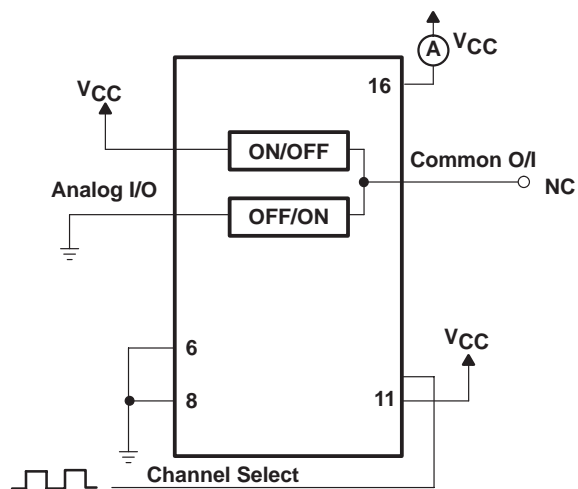 A VCC
16
VCC
ON/OFF
Common O/I
Analog I/O
NC
OFF/ON
VCC
6
8
11
Channel Select